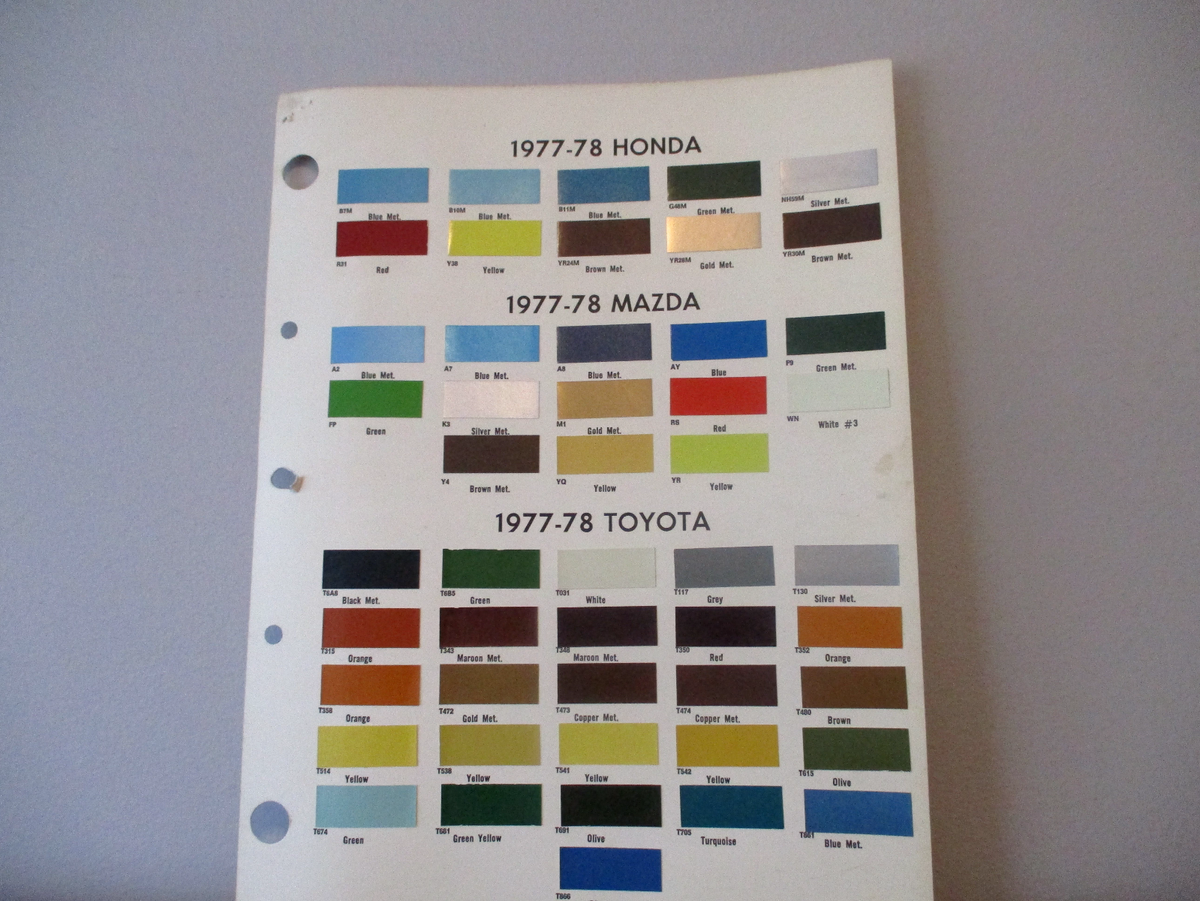 1977-78 HONDA
B7M B10M B11M G48M NH33M
Blue Met. Blue Met. Blue Met. Green Met. Silver Met.
R31 Y38 YR24M YR28M YR30M
Red Yellow Brown Met. Gold Met. Brown Met.
1977-78 MAZDA
A3 A7 A8 AY F9
Blue Met. Blue Met. Blue Met. Blue Green Met.
FP K3 M1 R8 WN
Green Silver Met. Gold Met. Red White #3
Y4 YQ YR
Brown Met. Yellow Yellow
1977-78 TOYOTA
T6A8 T6B5 T031 T117 T130
Black Met. Green White Grey Silver Met.
T315 T343 T348 T350 T352
Orange Maroon Met. Maroon Met. Red Orange
T358 T472 T473 T474 T480
Orange Gold Met. Copper Met. Copper Met. Brown
T514 T538 T541 T542 T615
Yellow Yellow Yellow Yellow Olive
T674 T681 T691 T705 T861
Green Green Yellow Olive Turquoise Blue Met.
T866